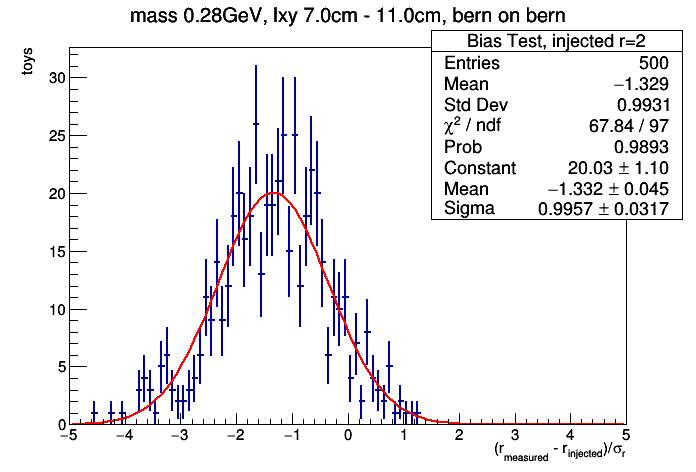 mass 0.28GeV, lxy 7.0cm - 11.0cm, bern on bern
Bias Test, injected r=2
Entries 500
Mean −1.329
Std Dev 0.9931
χ² / ndf 67.84 / 97
Prob 0.9893
Constant 20.03 ± 1.10
Mean −1.332 ± 0.045
Sigma 0.9957 ± 0.0317
toys
30
25
20
15
10
5
0
−5 −4 −3 −2 −1 0 1 2 3 4 5
(r_measured - r_injected)/σ_r